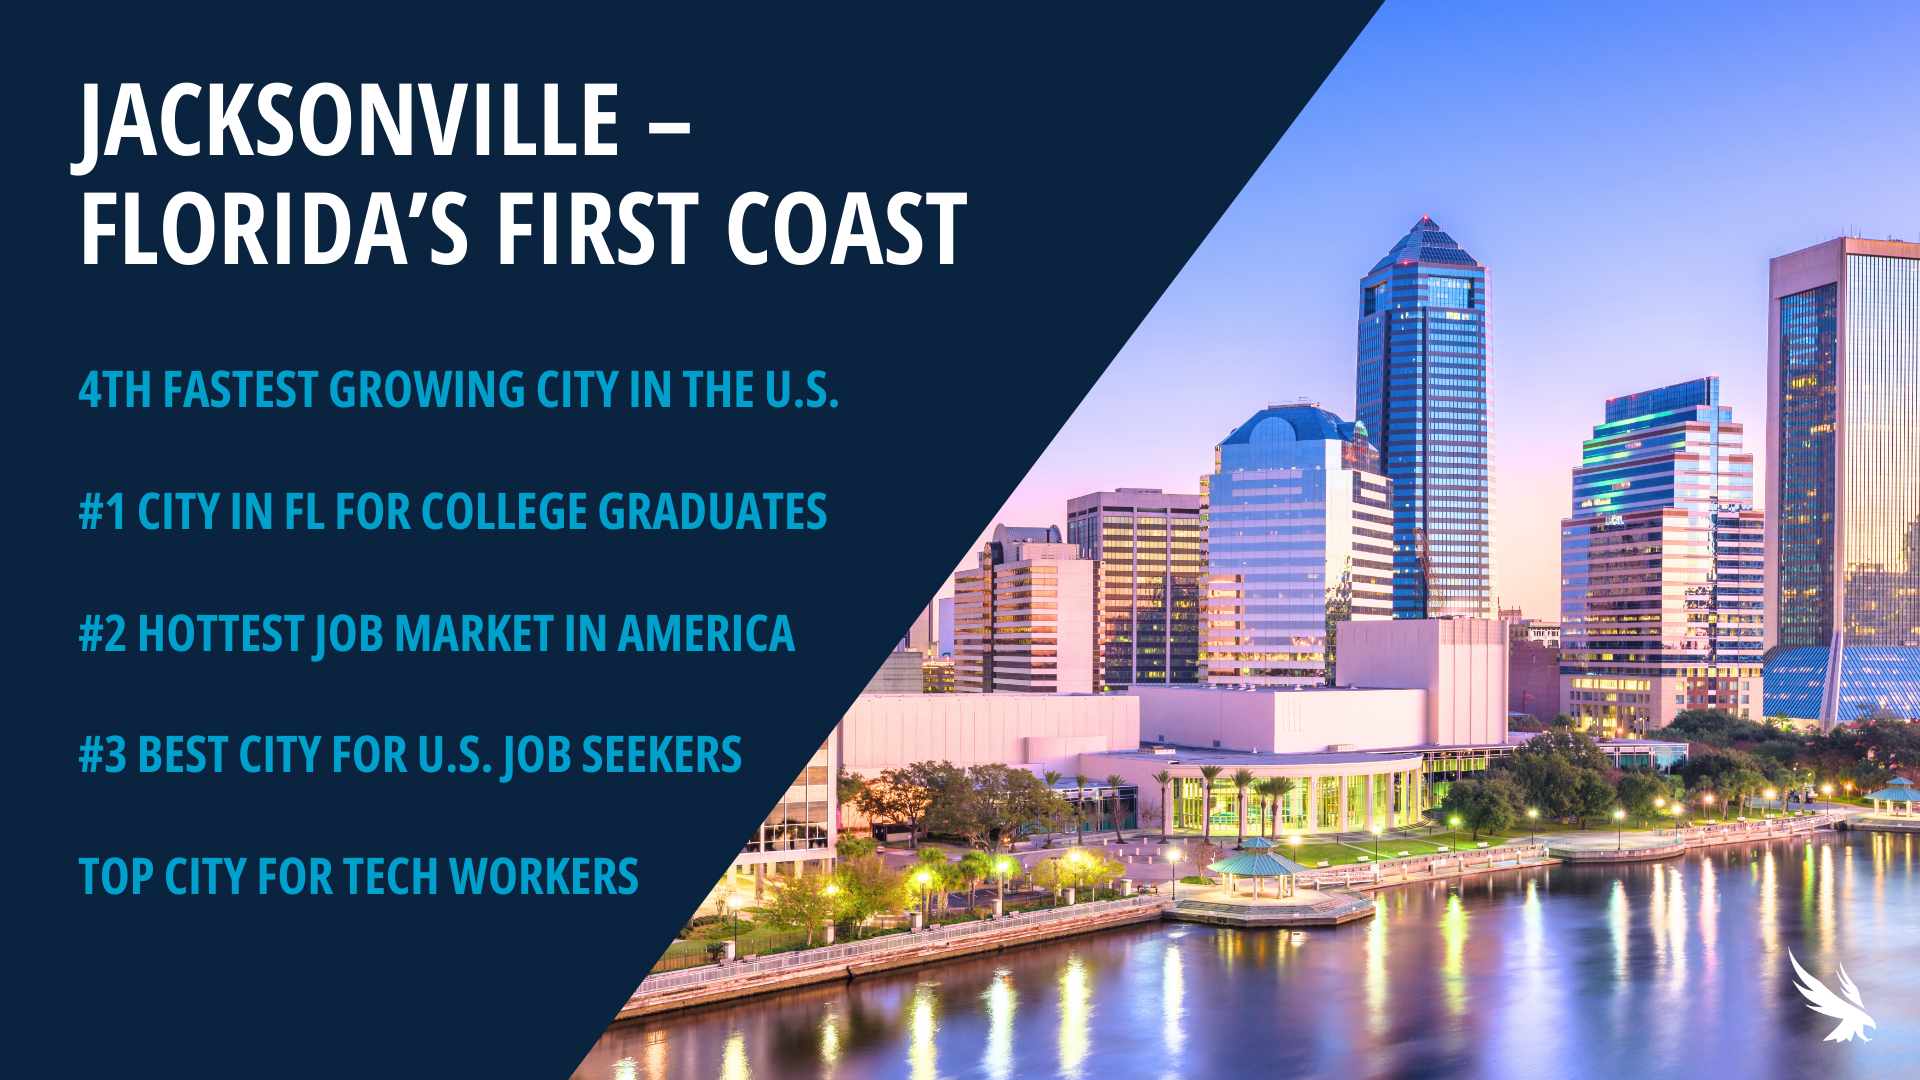 JACKSONVILLE –
FLORIDA’S FIRST COAST
4TH FASTEST GROWING CITY IN THE U.S.
#1 CITY IN FL FOR COLLEGE GRADUATES
#2 HOTTEST JOB MARKET IN AMERICA
#3 BEST CITY FOR U.S. JOB SEEKERS
TOP CITY FOR TECH WORKERS